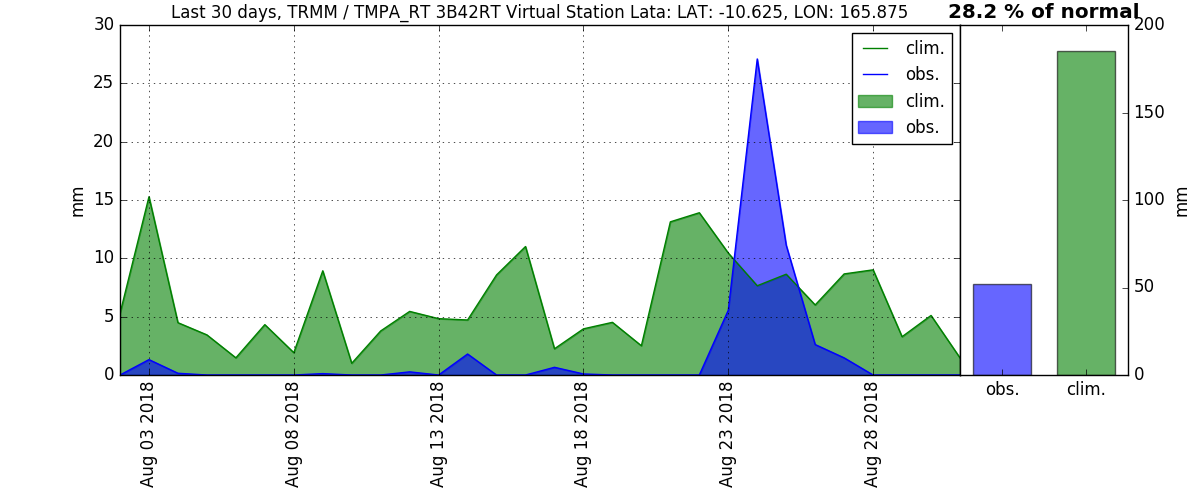 Last 30 days, TRMM / TMPA_RT 3B42RT Virtual Station Lata: LAT: -10.625, LON: 165.875
28.2 % of normal
30
25
20
15
10
5
0
mm
clim.
obs.
clim.
obs.
200
150
100
50
0
mm
Aug 03 2018
Aug 08 2018
Aug 13 2018
Aug 18 2018
Aug 23 2018
Aug 28 2018
obs.
clim.